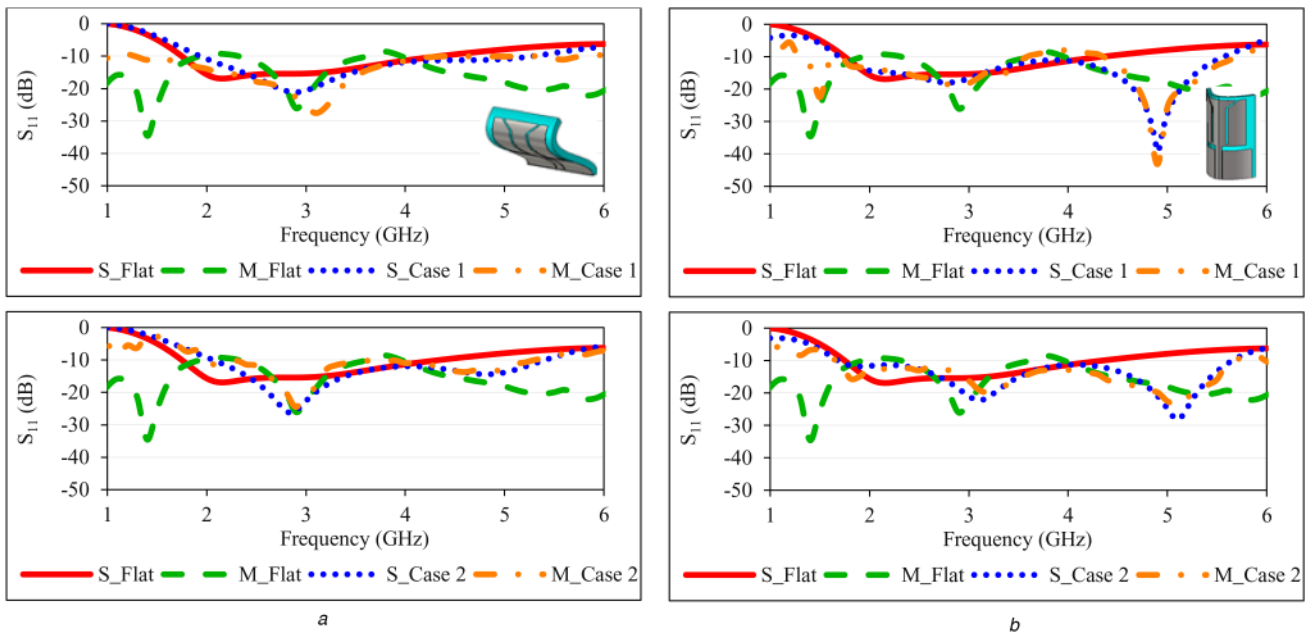 0
-10
-20
-30
-40
-50
S11 (dB)
1 2 3 4 5 6
Frequency (GHz)
S_Flat M_Flat S_Case 1 M_Case 1
0
-10
-20
-30
-40
-50
S11 (dB)
1 2 3 4 5 6
Frequency (GHz)
S_Flat M_Flat S_Case 1 M_Case 1
0
-10
-20
-30
-40
-50
S11 (dB)
1 2 3 4 5 6
Frequency (GHz)
S_Flat M_Flat S_Case 2 M_Case 2
0
-10
-20
-30
-40
-50
S11 (dB)
1 2 3 4 5 6
Frequency (GHz)
S_Flat M_Flat S_Case 2 M_Case 2
a
b